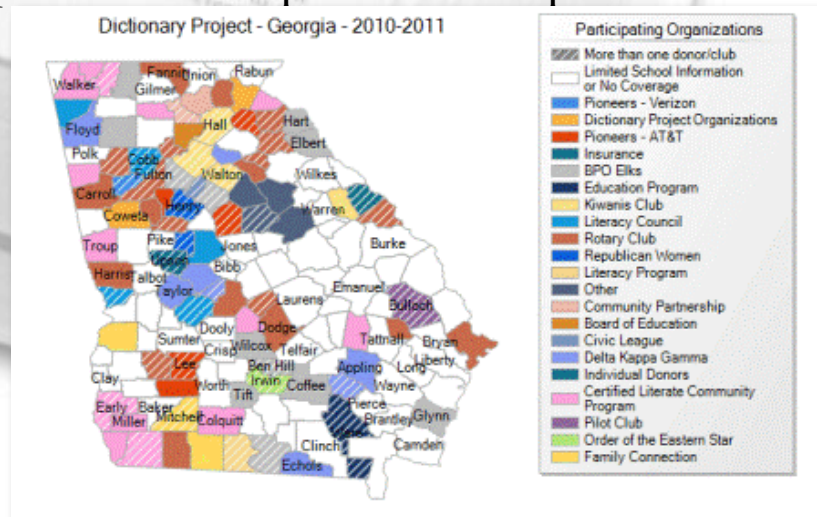 Dictionary Project - Georgia - 2010-2011
Participating Organizations
More than one donor/club
Limited School Information
or No Coverage
Pioneers - Verizon
Dictionary Project Organizations
Pioneers - AT&T
Insurance
BPO Elks
Education Program
Kiwanis Club
Literacy Council
Rotary Club
Republican Women
Literacy Program
Other
Community Partnership
Board of Education
Civic League
Delta Kappa Gamma
Individual Donors
Certified Literate Community
Program
Pilot Club
Order of the Eastern Star
Family Connection
Walker
Fannin
Union
Rabun
Gilmer
Floyd
Hall
Hart
Elbert
Polk
Cobb
Fulton
Walton
Wilkes
Carroll
Henry
Warren
Coweta
Troup
Pike
Jones
Burke
Upson
Bibb
Harris
Talbot
Taylor
Emanuel
Laurens
Bulloch
Dooly
Dodge
Sumter
Crisp
Wilcox
Telfair
Tattnall
Bryan
Liberty
Clay
Lee
Ben Hill
Appling
Long
Worth
Irwin
Coffee
Wayne
Tift
Early
Baker
Pierce
Miller
Mitchell
Colquitt
Brantley
Glynn
Clinch
Camden
Echols